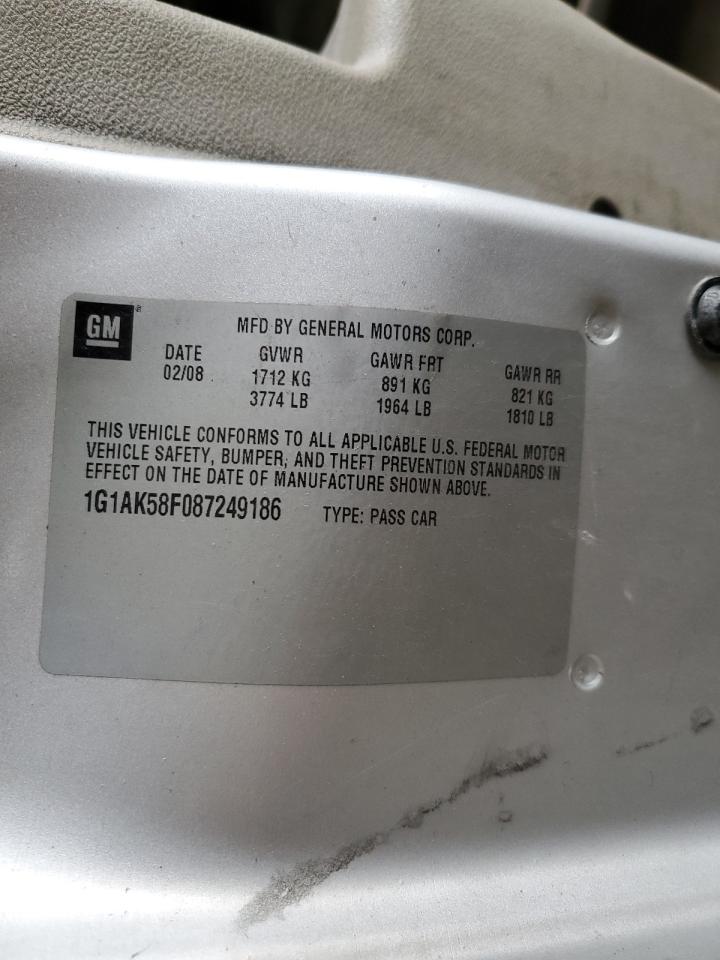 GM ®
MFD BY GENERAL MOTORS CORP.
DATE GVWR GAWR FRT GAWR RR
02/08 1712 KG 891 KG 821 KG
3774 LB 1964 LB 1810 LB
THIS VEHICLE CONFORMS TO ALL APPLICABLE U.S. FEDERAL MOTOR
VEHICLE SAFETY, BUMPER, AND THEFT PREVENTION STANDARDS IN
EFFECT ON THE DATE OF MANUFACTURE SHOWN ABOVE.
1G1AK58F087249186 TYPE: PASS CAR